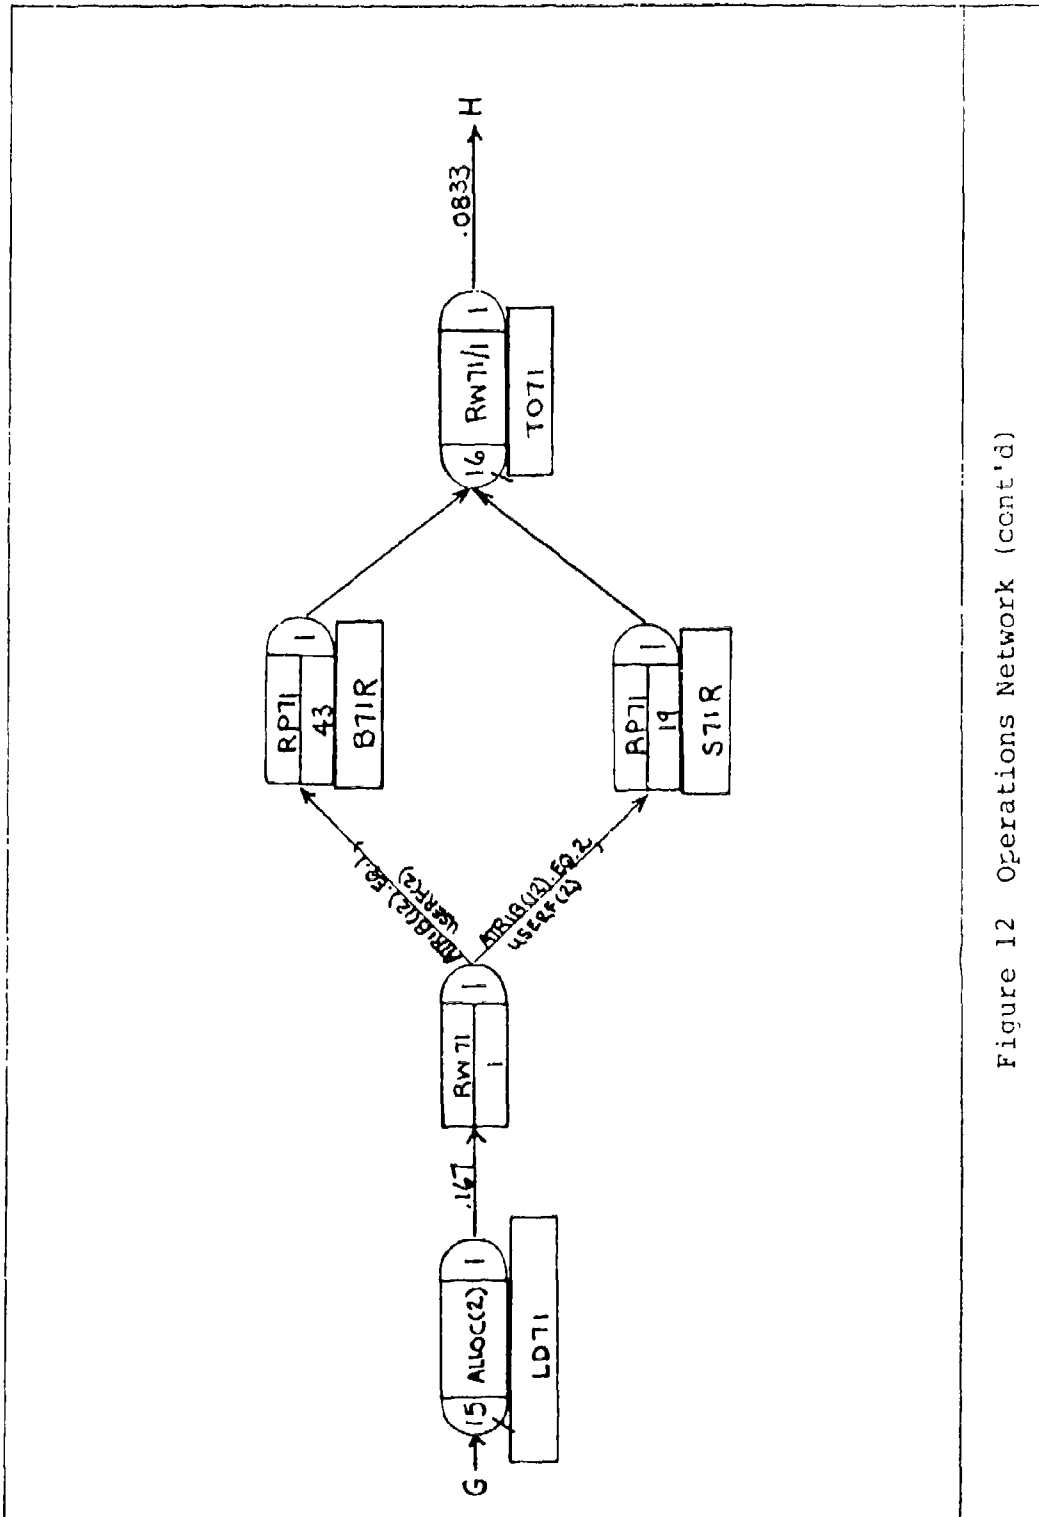 G
15
ALLOC(2)
1
LD71
.167
RW71
1
1
ATRIB(12).EQ.1
USERF(2)
ATRIB(12).EQ.2
USERF(2)
RP71
43
1
B71R
RP71
19
1
S71R
16
RW71/1
1
TO71
.0833
H
Figure 12 Operations Network (cont'd)